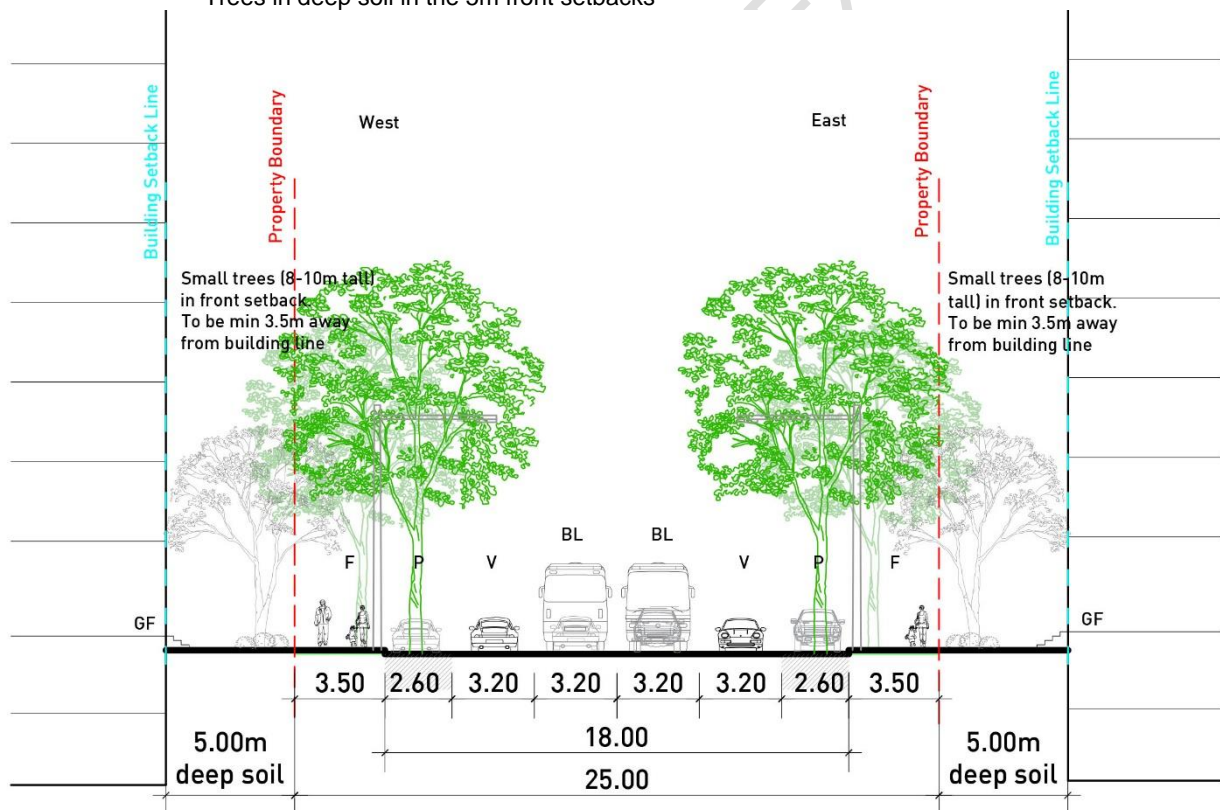 Trees in deep soil in the 5m front setbacks
Building Setback Line
Property Boundary
West
East
Property Boundary
Building Setback Line
Small trees (8-10m tall)
in front setback.
To be min 3.5m away
from building line
Small trees (8-10m
tall) in front setback.
To be min 3.5m away
from building line
BL
BL
F
P
V
V
P
F
GF
GF
3.50
2.60
3.20
3.20
3.20
3.20
2.60
3.50
5.00m
deep soil
18.00
25.00
5.00m
deep soil